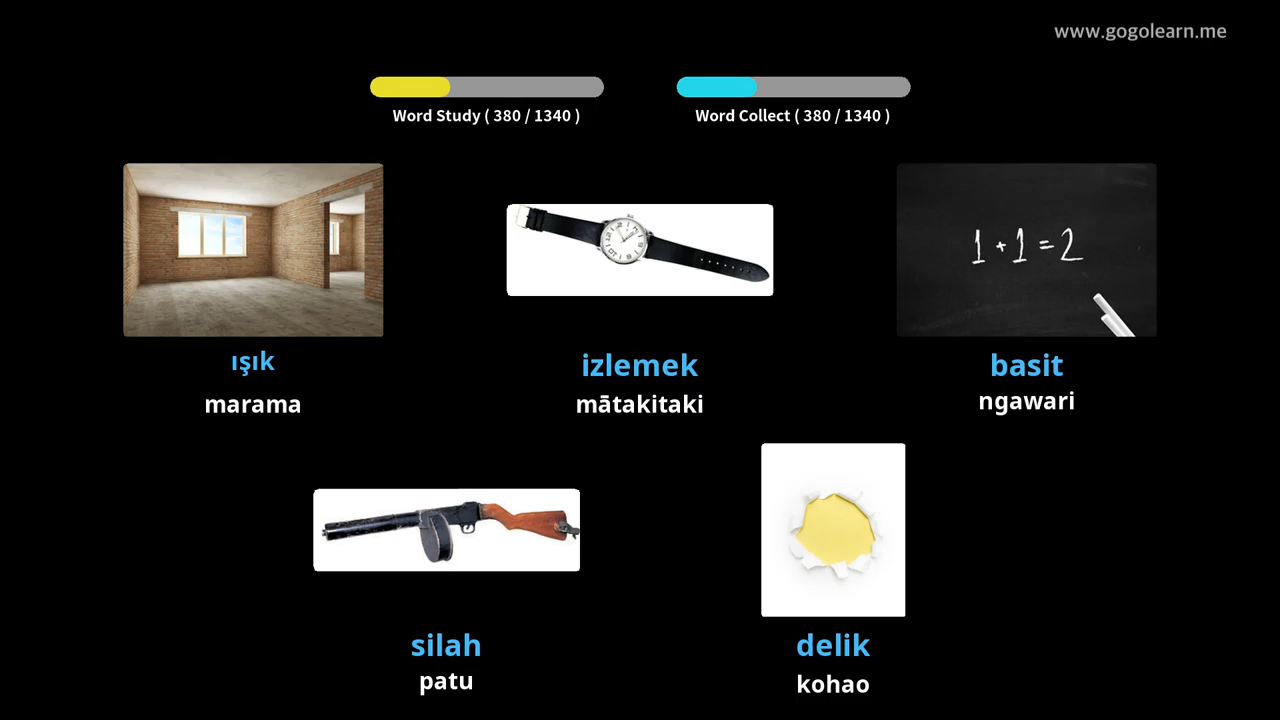 www.gogolearn.me
Word Study ( 380 / 1340 )
Word Collect ( 380 / 1340 )
1 + 1 = 2
ışık
marama
izlemek
mātakitaki
basit
ngawari
silah
patu
delik
kohao